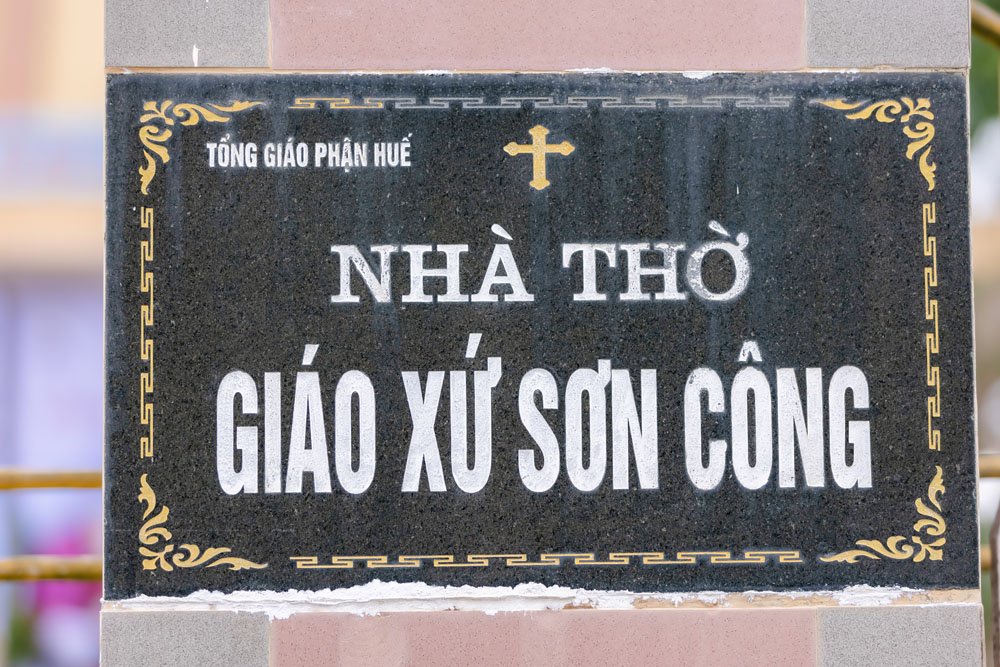 TỔNG GIÁO PHẬN HUẾ
NHÀ THỜ
GIÁO XỨ SƠN CÔNG